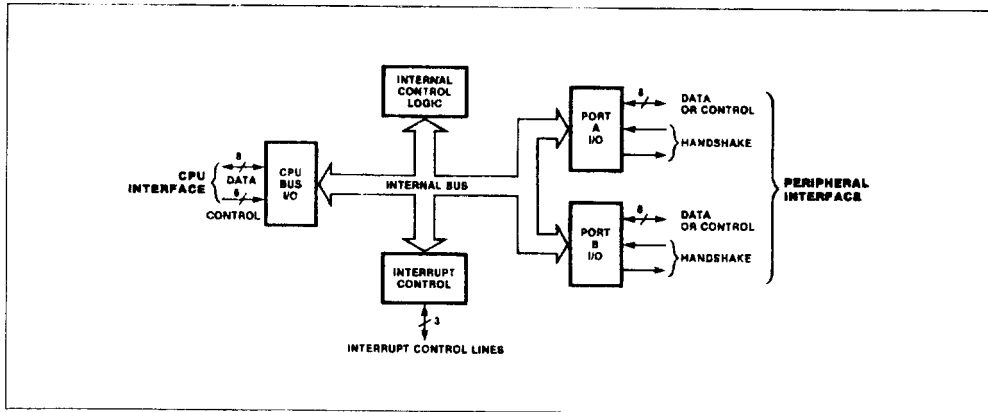 INTERNAL
CONTROL
LOGIC
CPU
INTERFACE
8
DATA
6
CONTROL
CPU
BUS
I/O
INTERNAL BUS
INTERRUPT
CONTROL
3
INTERRUPT CONTROL LINES
PORT
A
I/O
8
DATA
OR CONTROL
HANDSHAKE
PORT
B
I/O
8
DATA
OR CONTROL
HANDSHAKE
PERIPHERAL
INTERFACE